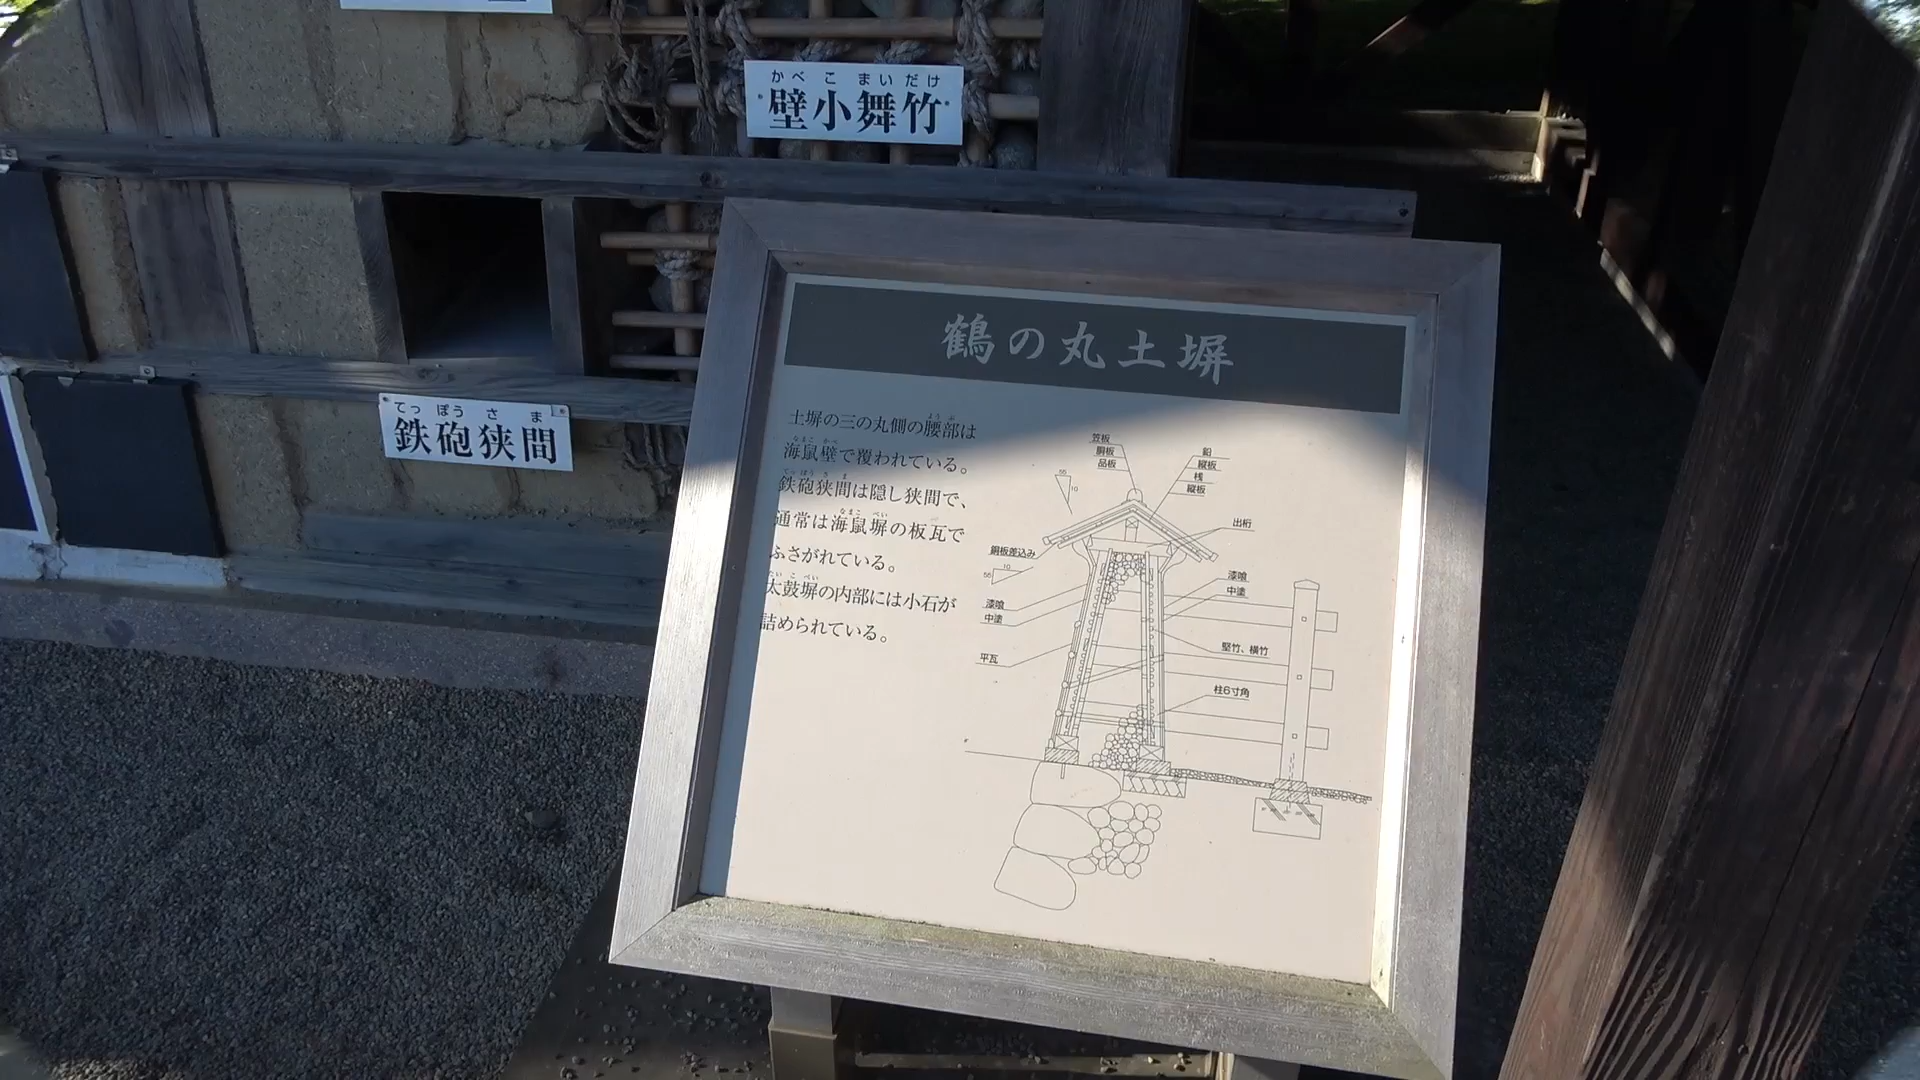 かべこまいだけ
壁小舞竹
てっぽうさま
鉄砲狭間
鶴の丸土塀
土塀の三の丸側の腰部は
海鼠壁で覆われている。
鉄砲狭間は隠し狭間で、
通常は海鼠塀の板瓦で
ふさがれている。
太鼓塀の内部には小石が
詰められている。
笠板
銅板
品板
鉛
縦板
桟
縦板
出桁
銅板差込み
漆喰
中塗
漆喰
中塗
竪竹、横竹
平瓦
柱6寸角